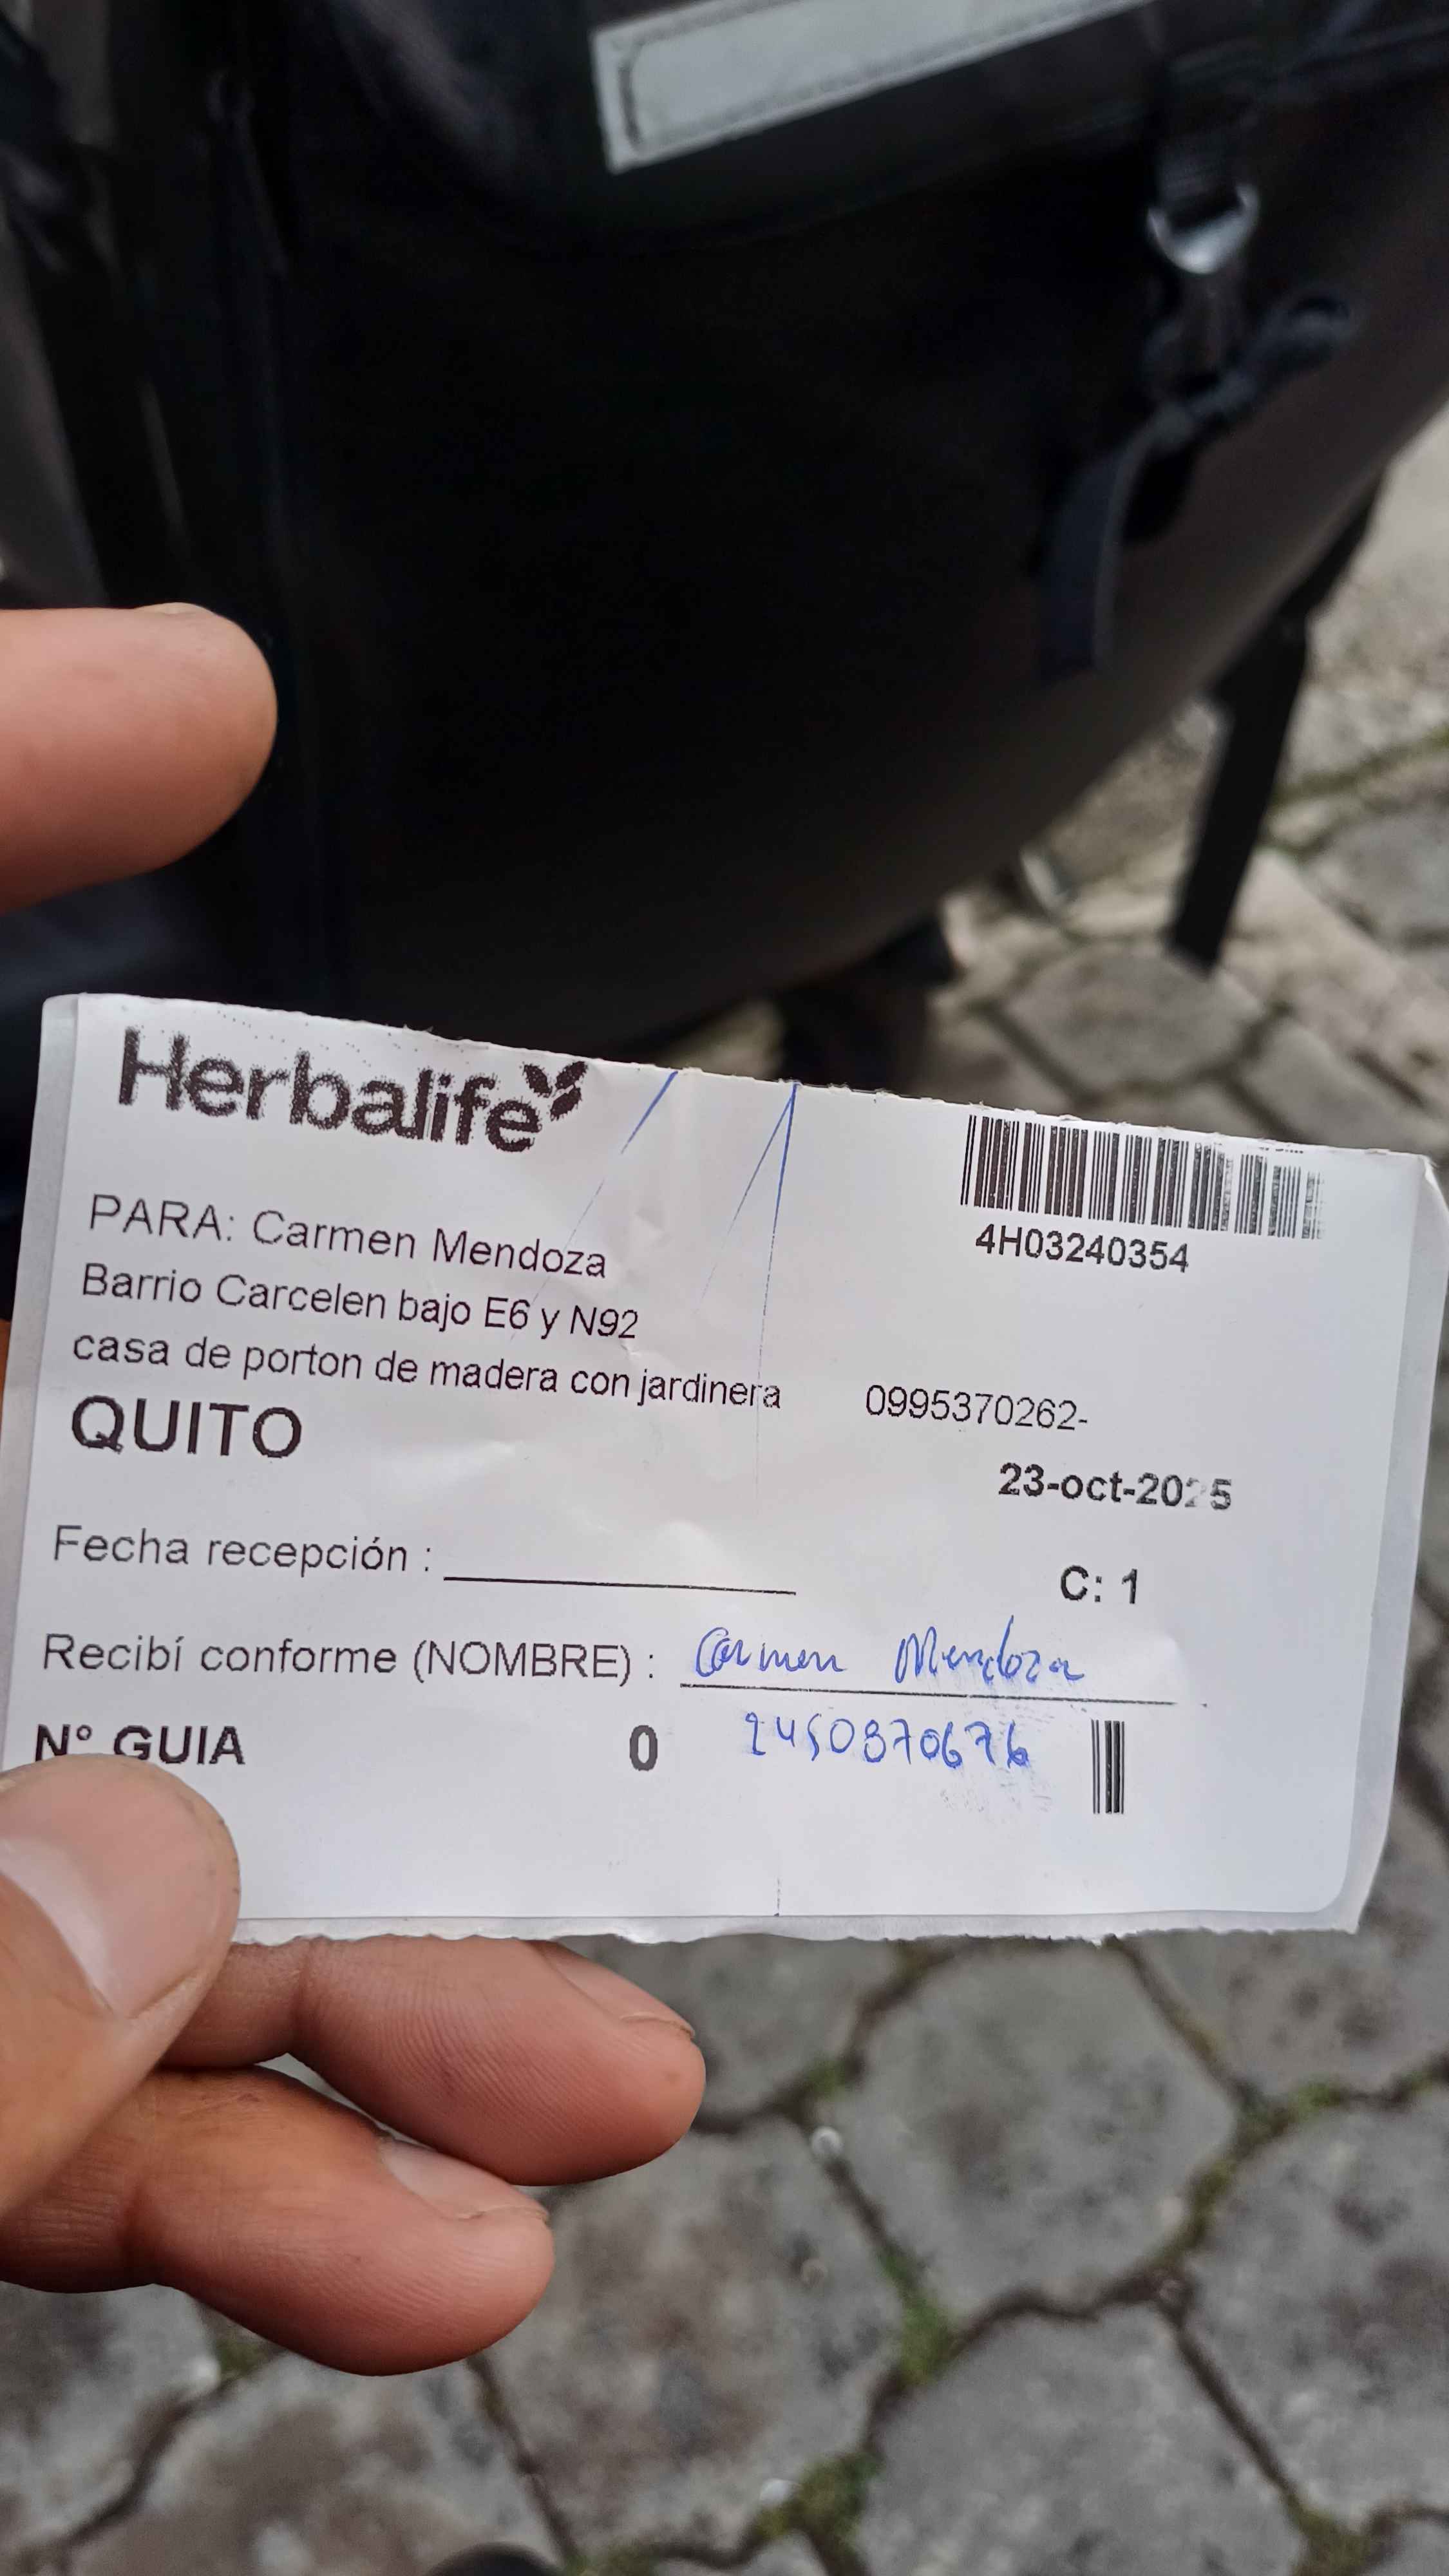 Herbalife
4H03240354
PARA: Carmen Mendoza
Barrio Carcelen bajo E6 y N92
casa de porton de madera con jardinera 0995370262-
QUITO
23-oct-2025
Fecha recepción :
C: 1
Recibí conforme (NOMBRE) : Carmen Mendoza
N° GUIA 0 2450870676